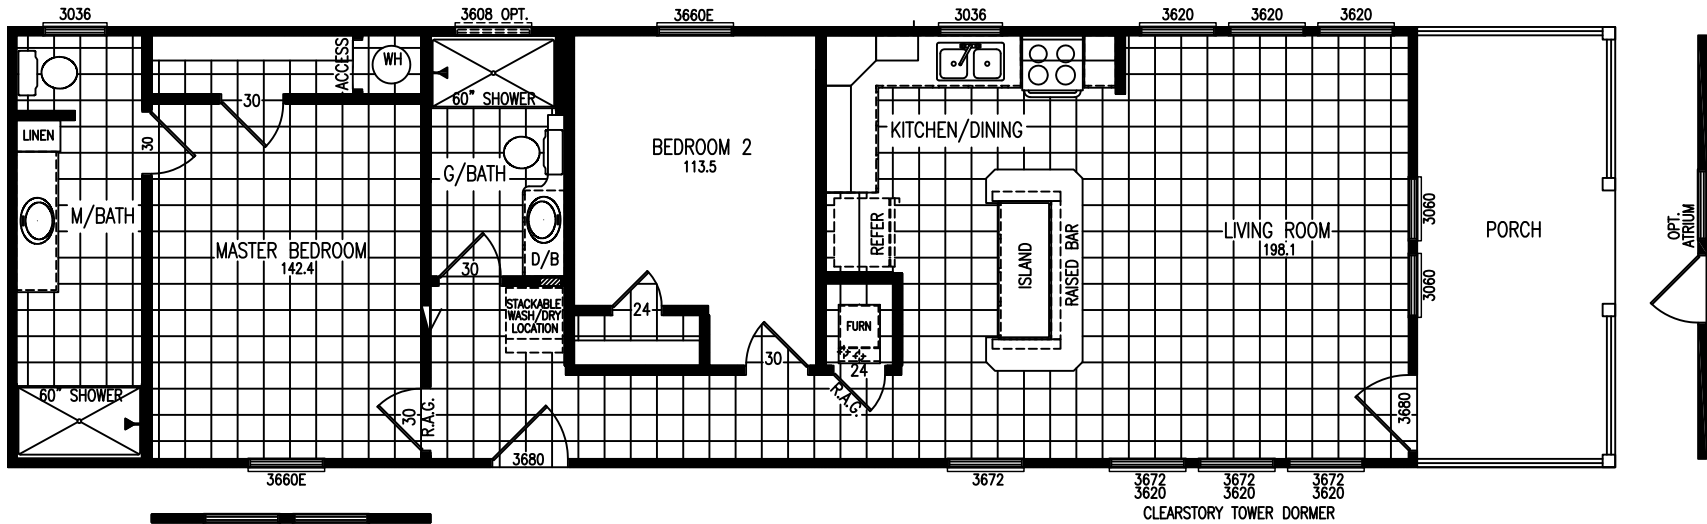 3036
3608 OPT.
3660E
3036
3620
3620
3620
ACCESS
WH
30
60" SHOWER
LINEN
30
M/BATH
MASTER BEDROOM
142.4
G/BATH
D/B
30
STACKABLE
WASH/DRY
LOCATION
BEDROOM 2
113.5
24
30
KITCHEN/DINING
REFER
FURN
24
R.A.G.
ISLAND
RAISED BAR
LIVING ROOM
198.1
3060
3060
PORCH
OPT.
ATRIUM
60" SHOWER
30
R.A.G.
3680
3680
3660E
3672
3672
3620
3672
3620
3672
3620
CLEARSTORY TOWER DORMER